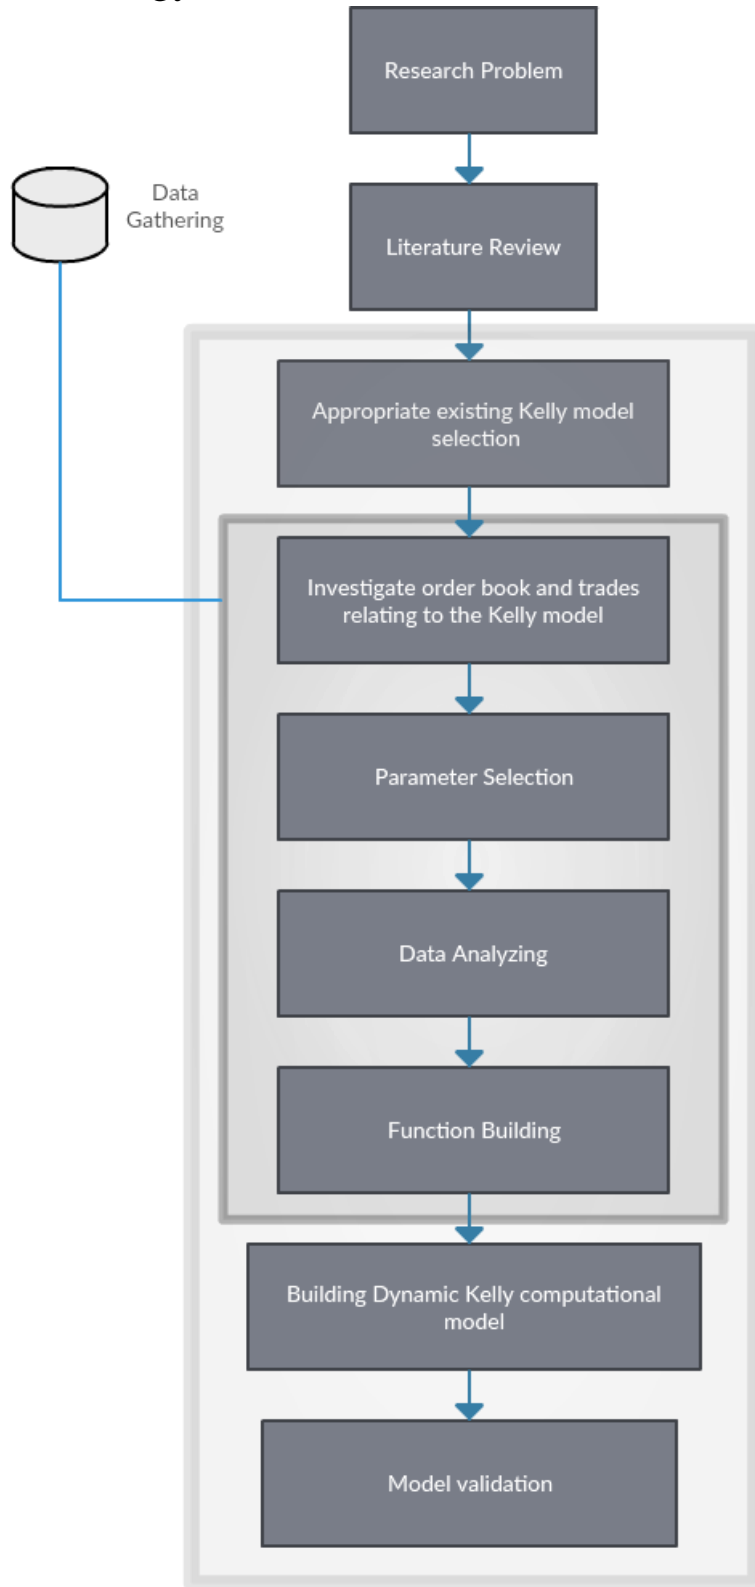 Research Problem
Data
Gathering
Literature Review
Appropriate existing Kelly model
selection
Investigate order book and trades
relating to the Kelly model
Parameter Selection
Data Analyzing
Function Building
Building Dynamic Kelly computational
model
Model validation